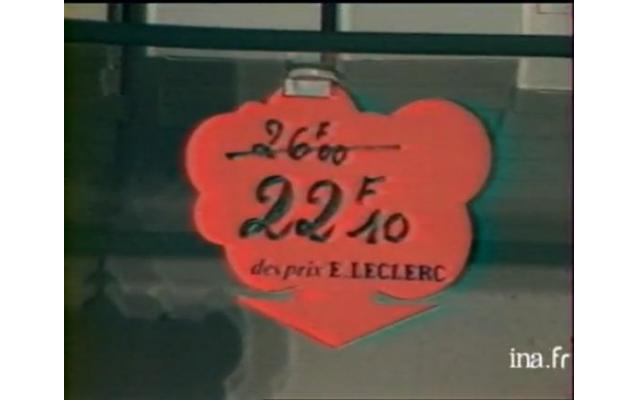 26F00
22F10
des prix E.LECLERC
ina.fr